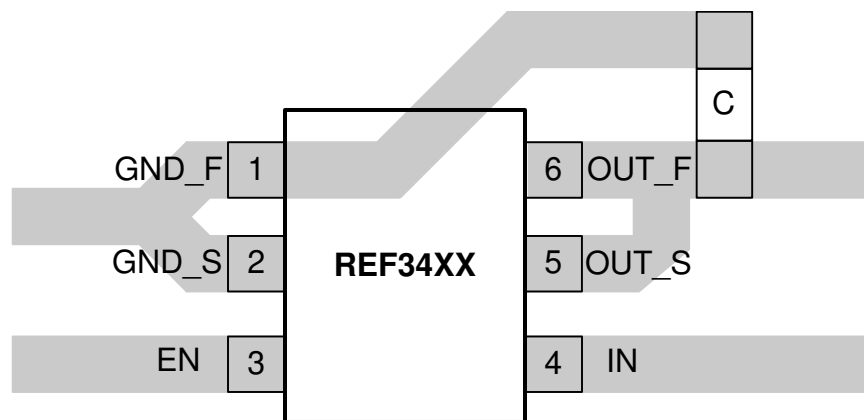 C
GND_F 1 6 OUT_F
GND_S 2 REF34XX 5 OUT_S
EN 3 4 IN